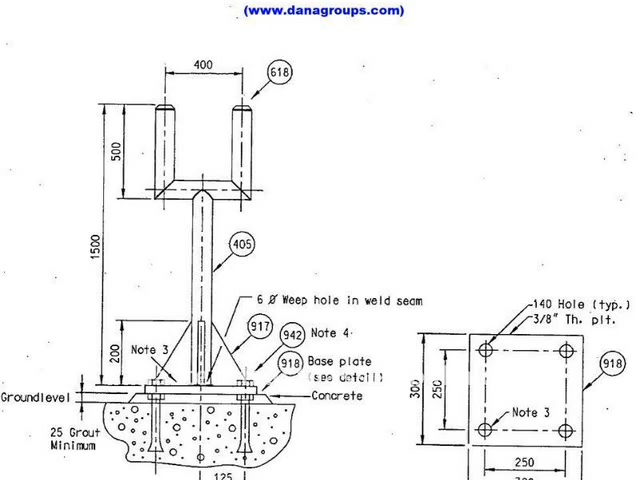 (www.danagroups.com)
400
618
500
1500
405
6 Ø Weep hole in weld seam
140 Hole (typ.)
3/8" Th. plt.
917
942
Note 4
200
Note 3
918
Base plate
(see detail)
918
300
250
Groundlevel
Concrete
Note 3
25 Grout
Minimum
250
125